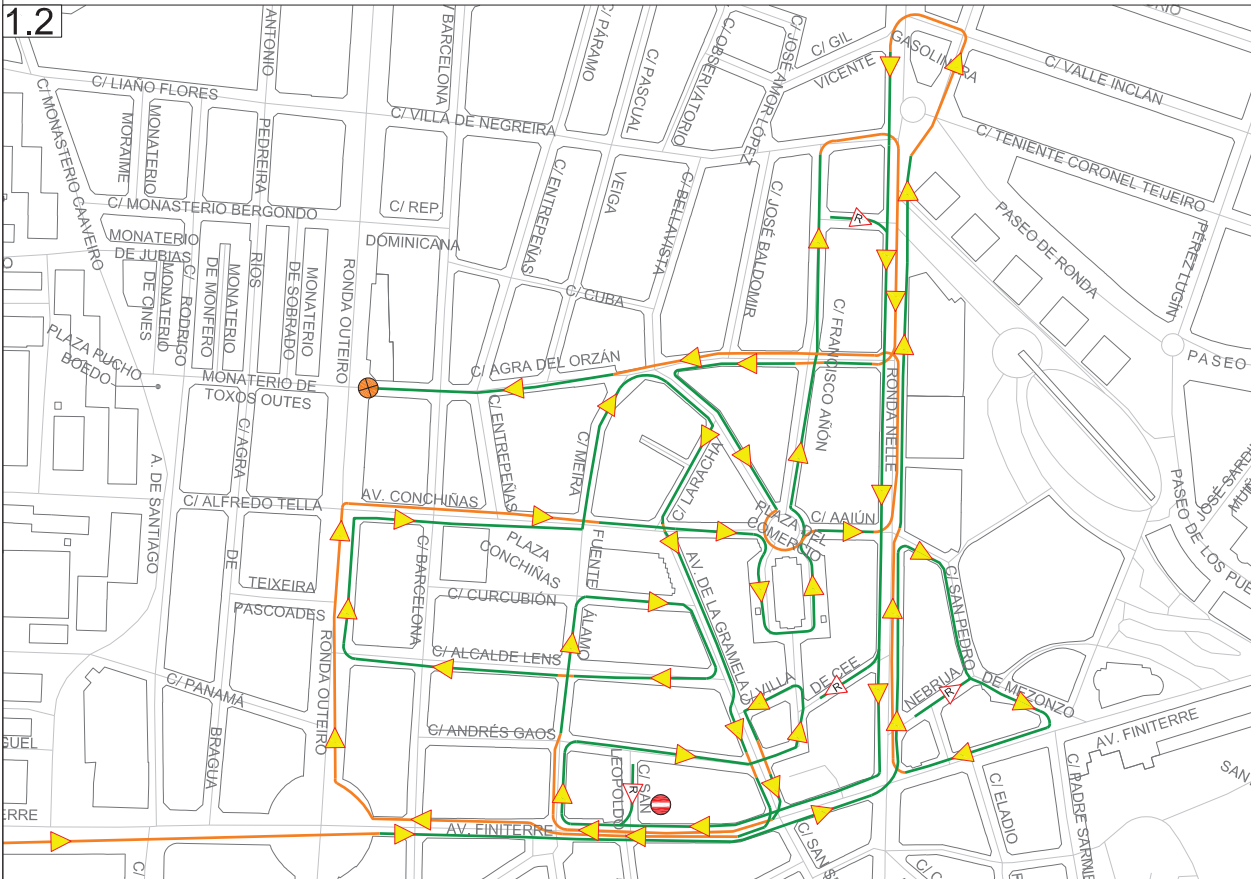 1.2
ANTONIO
BARCELONA
C/ PÁRAMO
C/ PASCUAL
C/ OBSERVATORIO
C/ JOSÉ AMOR LÓPEZ
C/ GIL
VICENTE
GASOLINERA
C/ VALLE INCLÁN
C/ LIAÑO FLORES
C/ VILLA DE NEGREIRA
C/ TENIENTE CORONEL TEIJEIRO
C/ MONASTERIO CAAVEIRO
MORAIME
MONATERIO
PEDREIRA
C/ ENTREPEÑAS
VEIGA
C/ BELLAVISTA
C/ JOSÉ BALDOMIR
C/ MONASTERIO BERGONDO
C/ REP.
DOMINICANA
PASEO DE RONDA
PÉREZ LUGÍN
MONATERIO
DE JUBIAS
DE CINES
MONATERIO
C/ RODRIGO
DE MONFERO
MONATERIO
RÍOS
DE SOBRADO
MONATERIO
RONDA OUTEIRO
C/ CUBA
C/ FRANCISCO AÑÓN
R
PASEO
PLAZA PUCHO
BOEDO
MONATERIO DE
TOXOS OUTES
C/ AGRA DEL ORZÁN
RONDA NELLE
C/ ENTREPEÑAS
C/ MEIRA
C/ LARACHA
C/ AGRA
A. DE SANTIAGO
C/ ALFREDO TELLA
AV. CONCHIÑAS
PLAZA DEL
COMERCIO
C/ AAIÚN
JOSÉ SARDI
MUÑ
PASEO DE LOS PUE
DE
C/ BARCELONA
PLAZA
CONCHIÑAS
FUENTE
TEIXEIRA
PASCOADES
C/ CURCUBIÓN
ÁLAMO
AV. DE LA GRAMELA
C/ SAN PEDRO
DE MEZONZO
C/ ALCALDE LENS
RONDA OUTEIRO
C/ PANAMÁ
C/ VILLA
DE CEE
R
NEBRIJA
R
BRAGUA
C/ ANDRÉS GAOS
AV. FINITERRE
SUEL
LEOPOLDO
C/ SAN
R
C/ ELADIO
C/ PADRE SARMIE
SAN
ERRE
AV. FINITERRE
C/
C/ SAN S
C/ C